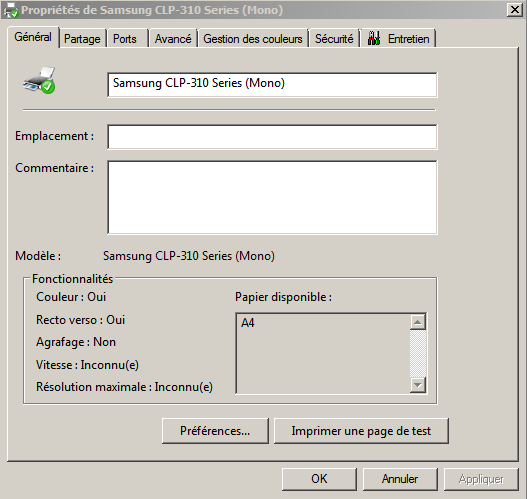 Propriétés de Samsung CLP-310 Series (Mono)
Général Partage Ports Avancé Gestion des couleurs Sécurité Entretien
Samsung CLP-310 Series (Mono)
Emplacement :
Commentaire :
Modèle : Samsung CLP-310 Series (Mono)
Fonctionnalités
Couleur : Oui Papier disponible :
Recto verso : Oui A4
Agrafage : Non
Vitesse : Inconnu(e)
Résolution maximale : Inconnu(e)
Préférences... Imprimer une page de test
OK Annuler Appliquer